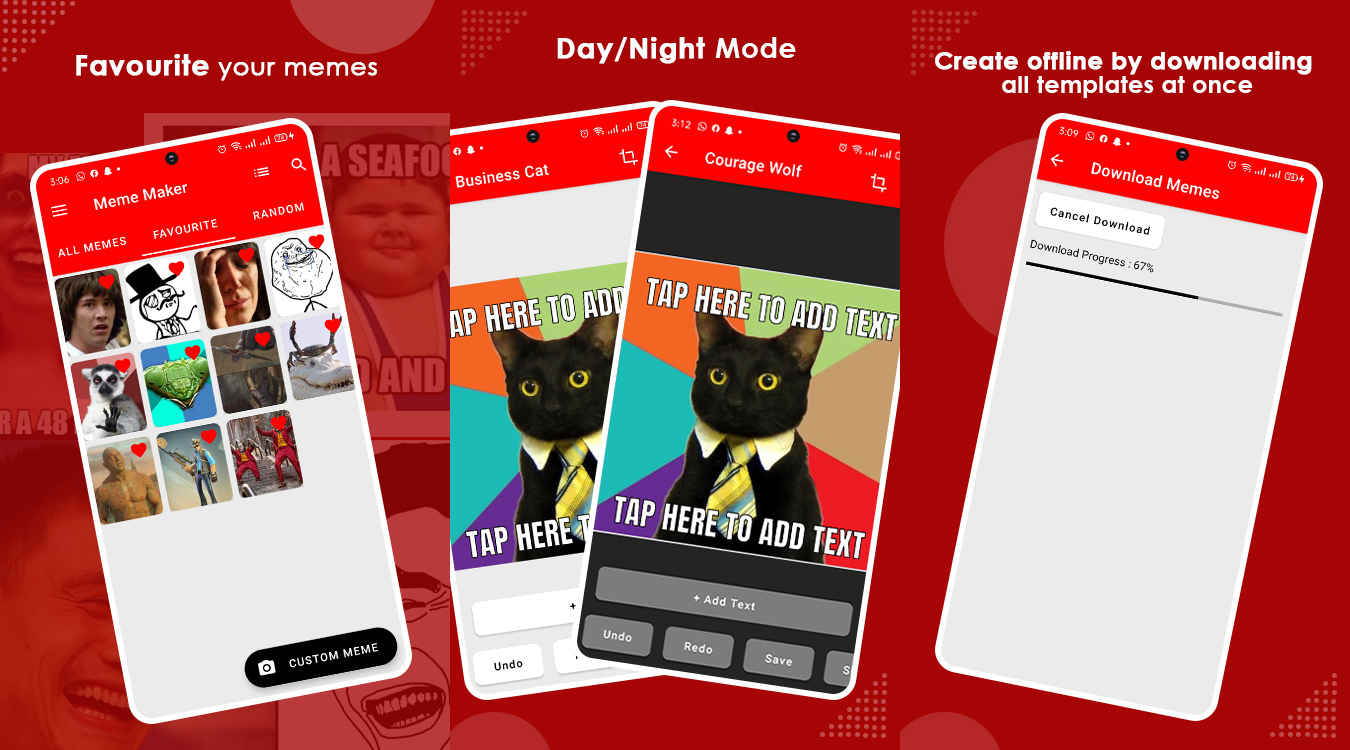 Favourite your memes
MY
A SEAFOO
D AND
R A 48
3:06
Meme Maker
ALL MEMES
FAVOURITE
RANDOM
CUSTOM MEME
Day/Night Mode
Business Cat
AP HERE TO ADD
TAP HERE TO
+
Undo
3:12
Courage Wolf
TAP HERE TO ADD TEXT
TAP HERE TO ADD TEXT
+ Add Text
Undo
Redo
Save
S
Create offline by downloading
all templates at once
3:09
Download Memes
Cancel Download
Download Progress : 67%